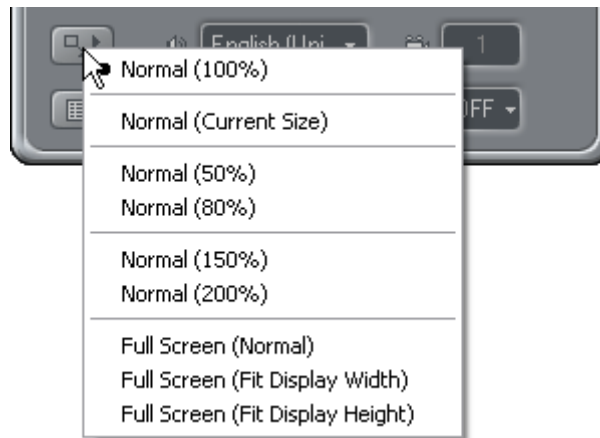 English (Uni
1
Normal (100%)
Normal (Current Size)
FF
Normal (50%)
Normal (80%)
Normal (150%)
Normal (200%)
Full Screen (Normal)
Full Screen (Fit Display Width)
Full Screen (Fit Display Height)